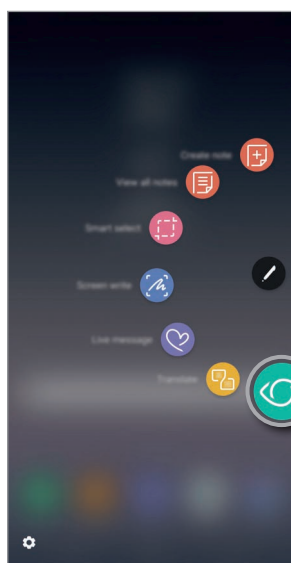 Create note
View all notes
Smart select
Screen write
Live message
Translate